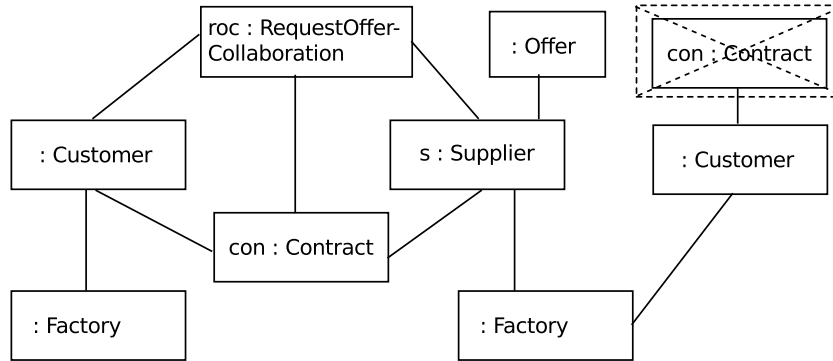 roc : RequestOffer-
Collaboration
: Offer
con : Contract
: Customer
s : Supplier
: Customer
con : Contract
: Factory
: Factory